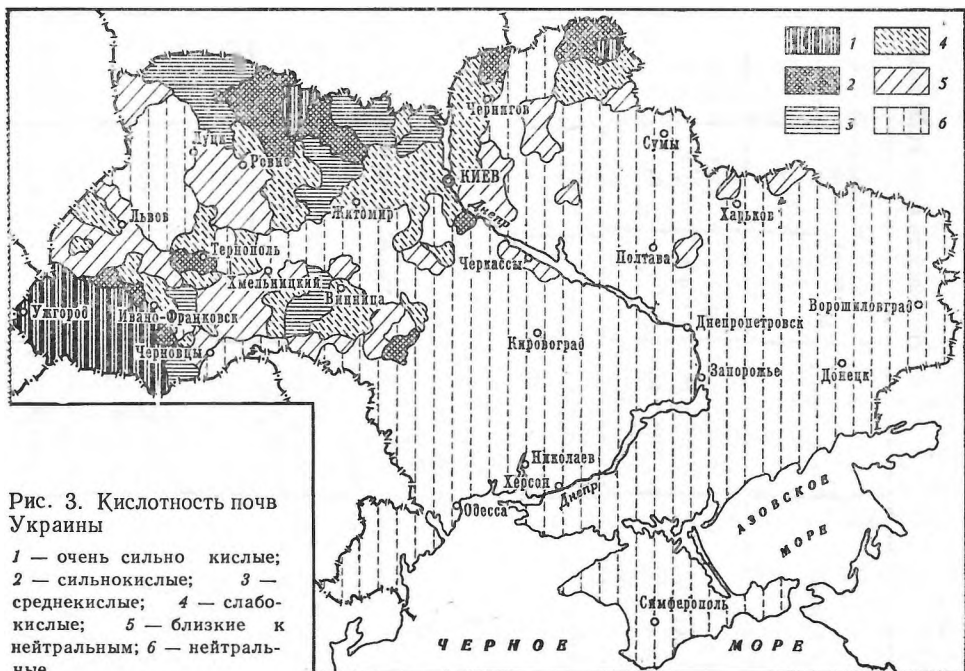 1 4
2 5
3 6
Чернигов
Сумы
Луцк
Ровно
КИЕВ
Житомир
Днепр
Харьков
Львов
Тернополь
Полтава
Хмельницкий
Черкассы
Винница
Ужгород
Ивано-Франковск
Ворошиловград
Днепропетровск
Кировоград
Черновцы
Запорожье
Донецк
Николаев
Херсон
Днепр
Одесса
АЗОВСКОЕ
МОРЕ
Симферополь
ЧЕРНОЕ МОРЕ
Рис. 3. Кислотность почв
Украины
1 — очень сильно кислые;
2 — сильнокислые; 3 —
среднекислые; 4 — слабо-
кислые; 5 — близкие к
нейтральным; 6 — нейтраль-
ные